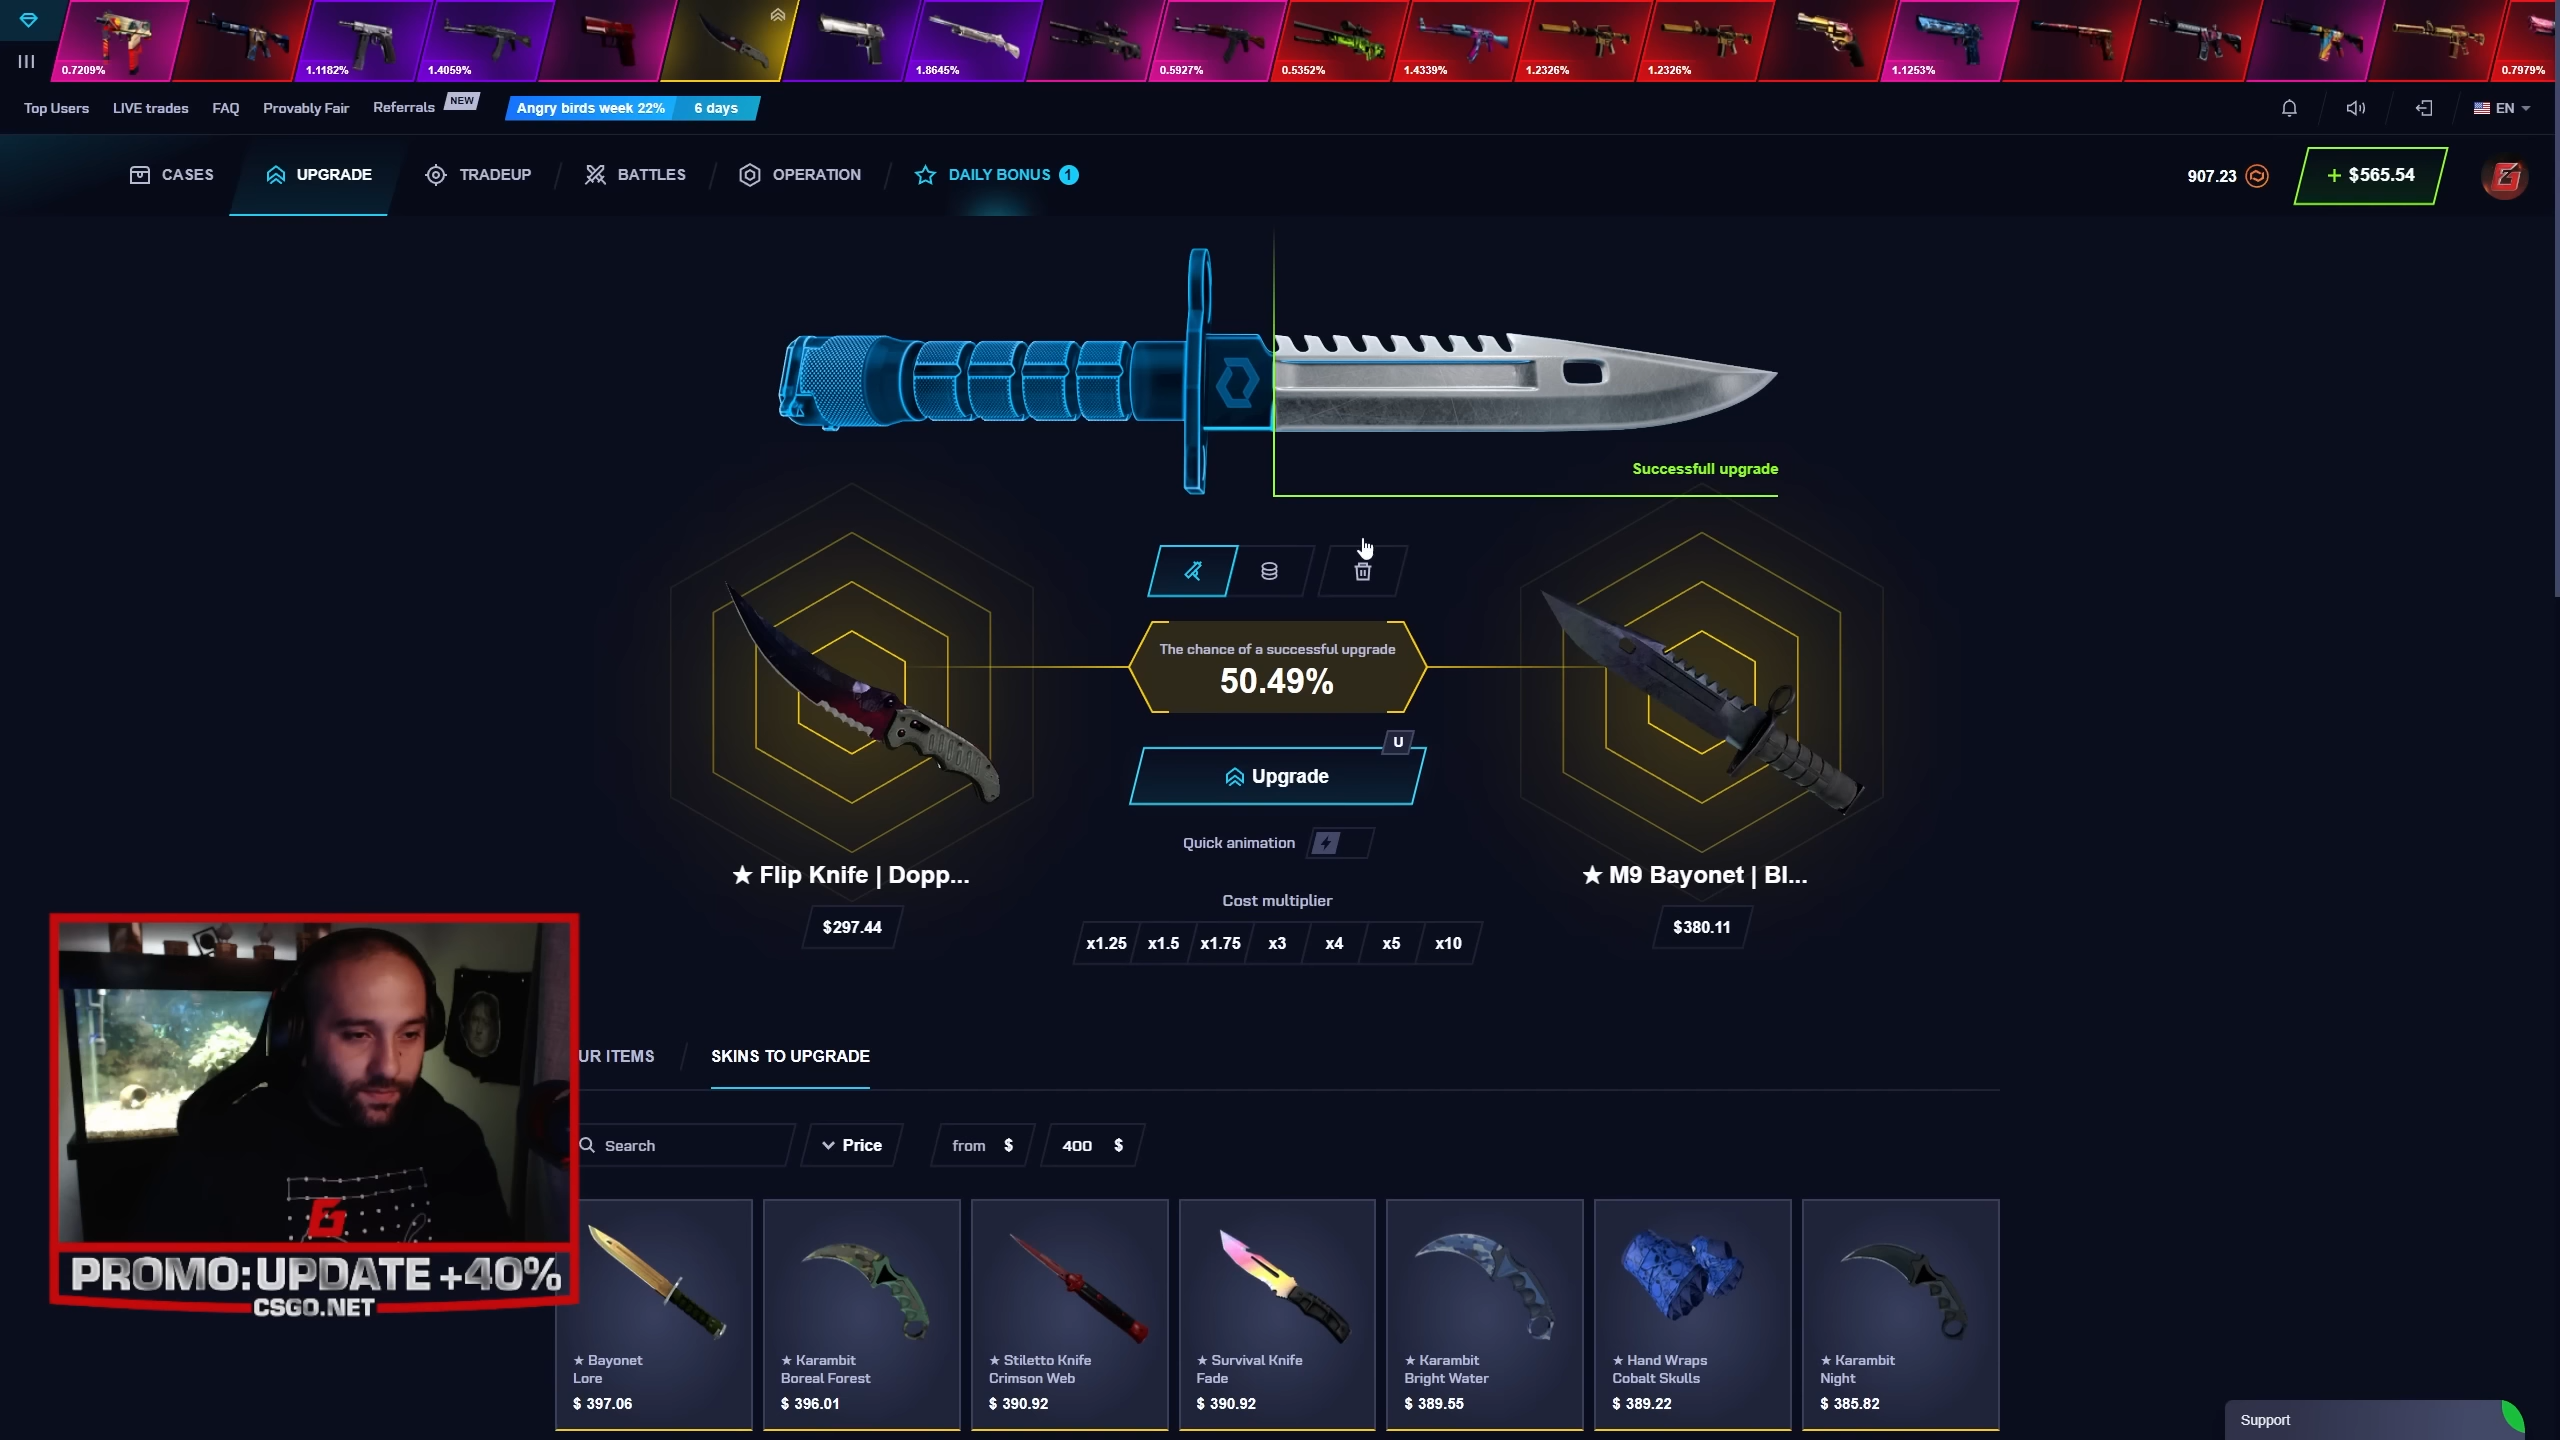 0.7209%
1.1182%
1.4059%
1.8645%
0.5927%
0.5352%
1.4339%
1.2326%
1.2326%
1.1253%
0.7979%
Top Users
LIVE trades
FAQ
Provably Fair
Referrals
NEW
Angry birds week 22%
6 days
EN
CASES
UPGRADE
TRADEUP
BATTLES
OPERATION
DAILY BONUS 1
907.23
+ $565.54
Successfull upgrade
The chance of a successful upgrade
50.49%
U
Upgrade
Quick animation
★ Flip Knife | Dopp...
$297.44
★ M9 Bayonet | Bl...
$380.11
Cost multiplier
x1.25
x1.5
x1.75
x3
x4
x5
x10
UR ITEMS
SKINS TO UPGRADE
Search
Price
from $
400 $
★ Bayonet
Lore
$ 397.06
★ Karambit
Boreal Forest
$ 396.01
★ Stiletto Knife
Crimson Web
$ 390.92
★ Survival Knife
Fade
$ 390.92
★ Karambit
Bright Water
$ 389.55
★ Hand Wraps
Cobalt Skulls
$ 389.22
★ Karambit
Night
$ 385.82
PROMO:UPDATE +40%
CSGO.NET
Support